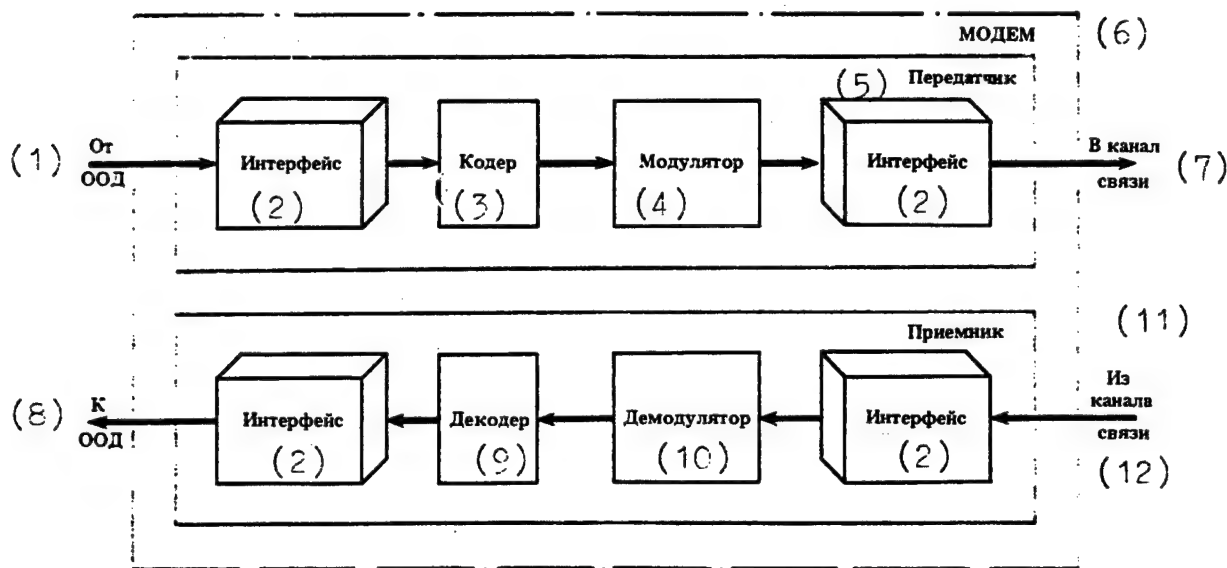 МОДЕМ (6)
(5) Передатчик
(1) От
ООД
Интерфейс
(2)
Кодер
(3)
Модулятор
(4)
Интерфейс
(2)
В канал
связи
(7)
Приемник
(11)
(8) К
ООД
Интерфейс
(2)
Декодер
(9)
Демодулятор
(10)
Интерфейс
(2)
Из
канала
связи
(12)